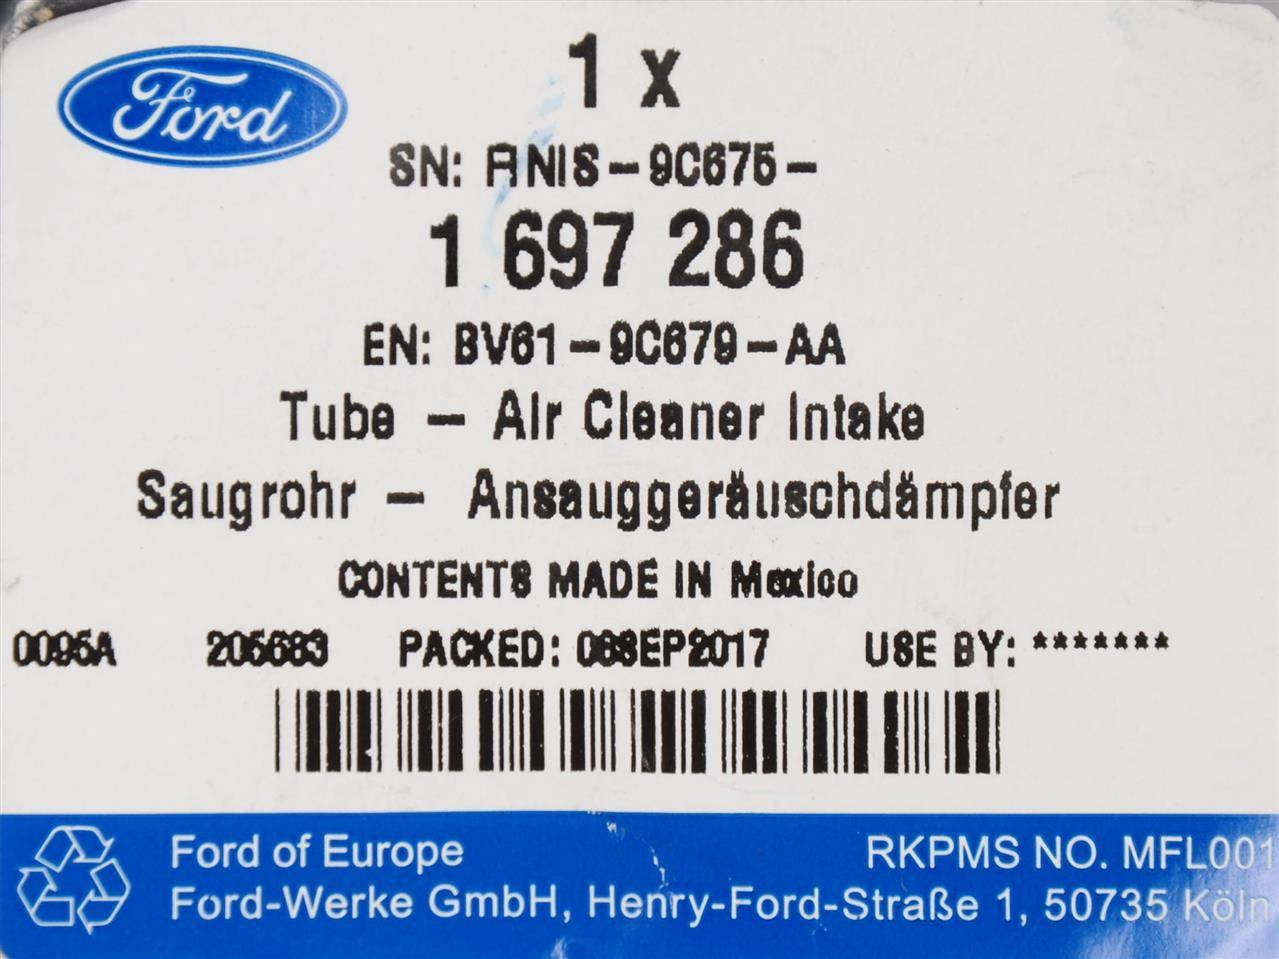 Ford
1 x
SN: FINIS-9C675-
1 697 286
EN: BV61-9C679-AA
Tube - Air Cleaner Intake
Saugrohr - Ansauggeräuschdämpfer
CONTENTS MADE IN Mexico
0095A 205683 PACKED: 06SEP2017 USE BY: *******
Ford of Europe RKPMS NO. MFL001
Ford-Werke GmbH, Henry-Ford-Straße 1, 50735 Köln